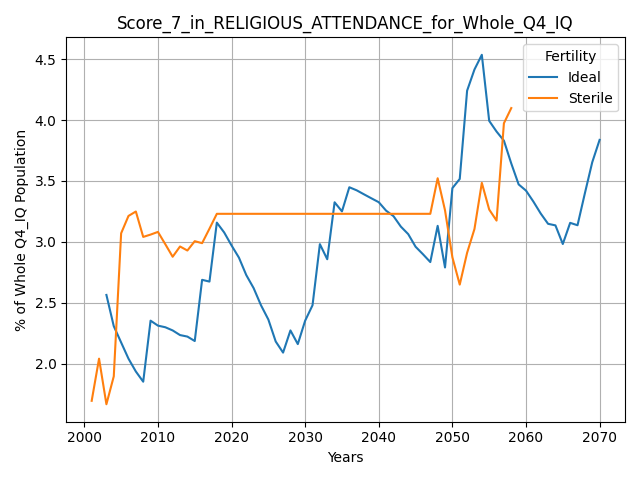 Score_7_in_RELIGIOUS_ATTENDANCE_for_Whole_Q4_IQ
Fertility
Ideal
Sterile
% of Whole Q4_IQ Population
4.5
4.0
3.5
3.0
2.5
2.0
2000 2010 2020 2030 2040 2050 2060 2070
Years